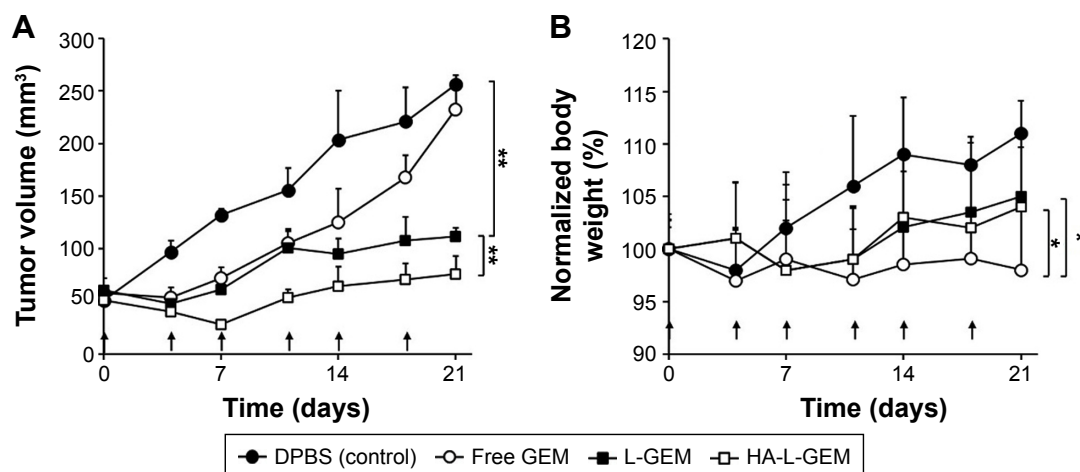 A
300
250
200
150
100
50
0
Tumor volume (mm³)
**
**
0 7 14 21
Time (days)
B
120
115
110
105
100
95
90
Normalized body
weight (%)
*
*
0 7 14 21
Time (days)
DPBS (control) Free GEM L-GEM HA-L-GEM